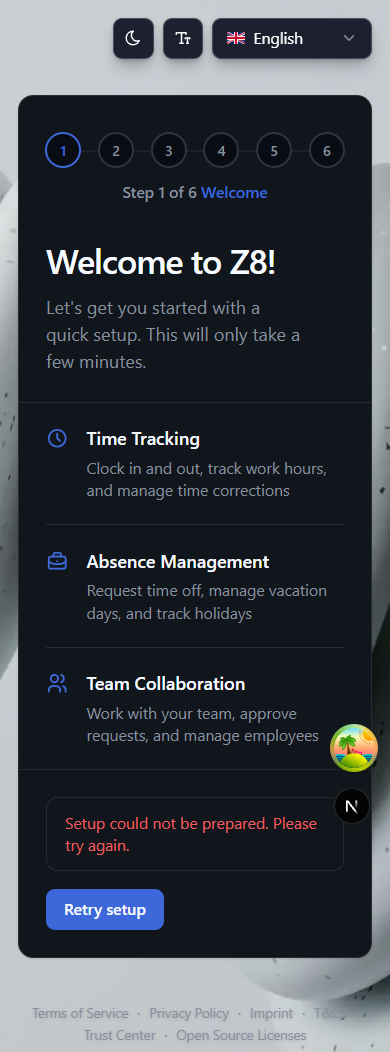 English
1 2 3 4 5 6
Step 1 of 6 Welcome
Welcome to Z8!
Let's get you started with a
quick setup. This will only take a
few minutes.
Time Tracking
Clock in and out, track work hours,
and manage time corrections
Absence Management
Request time off, manage vacation
days, and track holidays
Team Collaboration
Work with your team, approve
requests, and manage employees
N
Setup could not be prepared. Please
try again.
Retry setup
Terms of Service · Privacy Policy · Imprint ·
Trust Center · Open Source Licenses